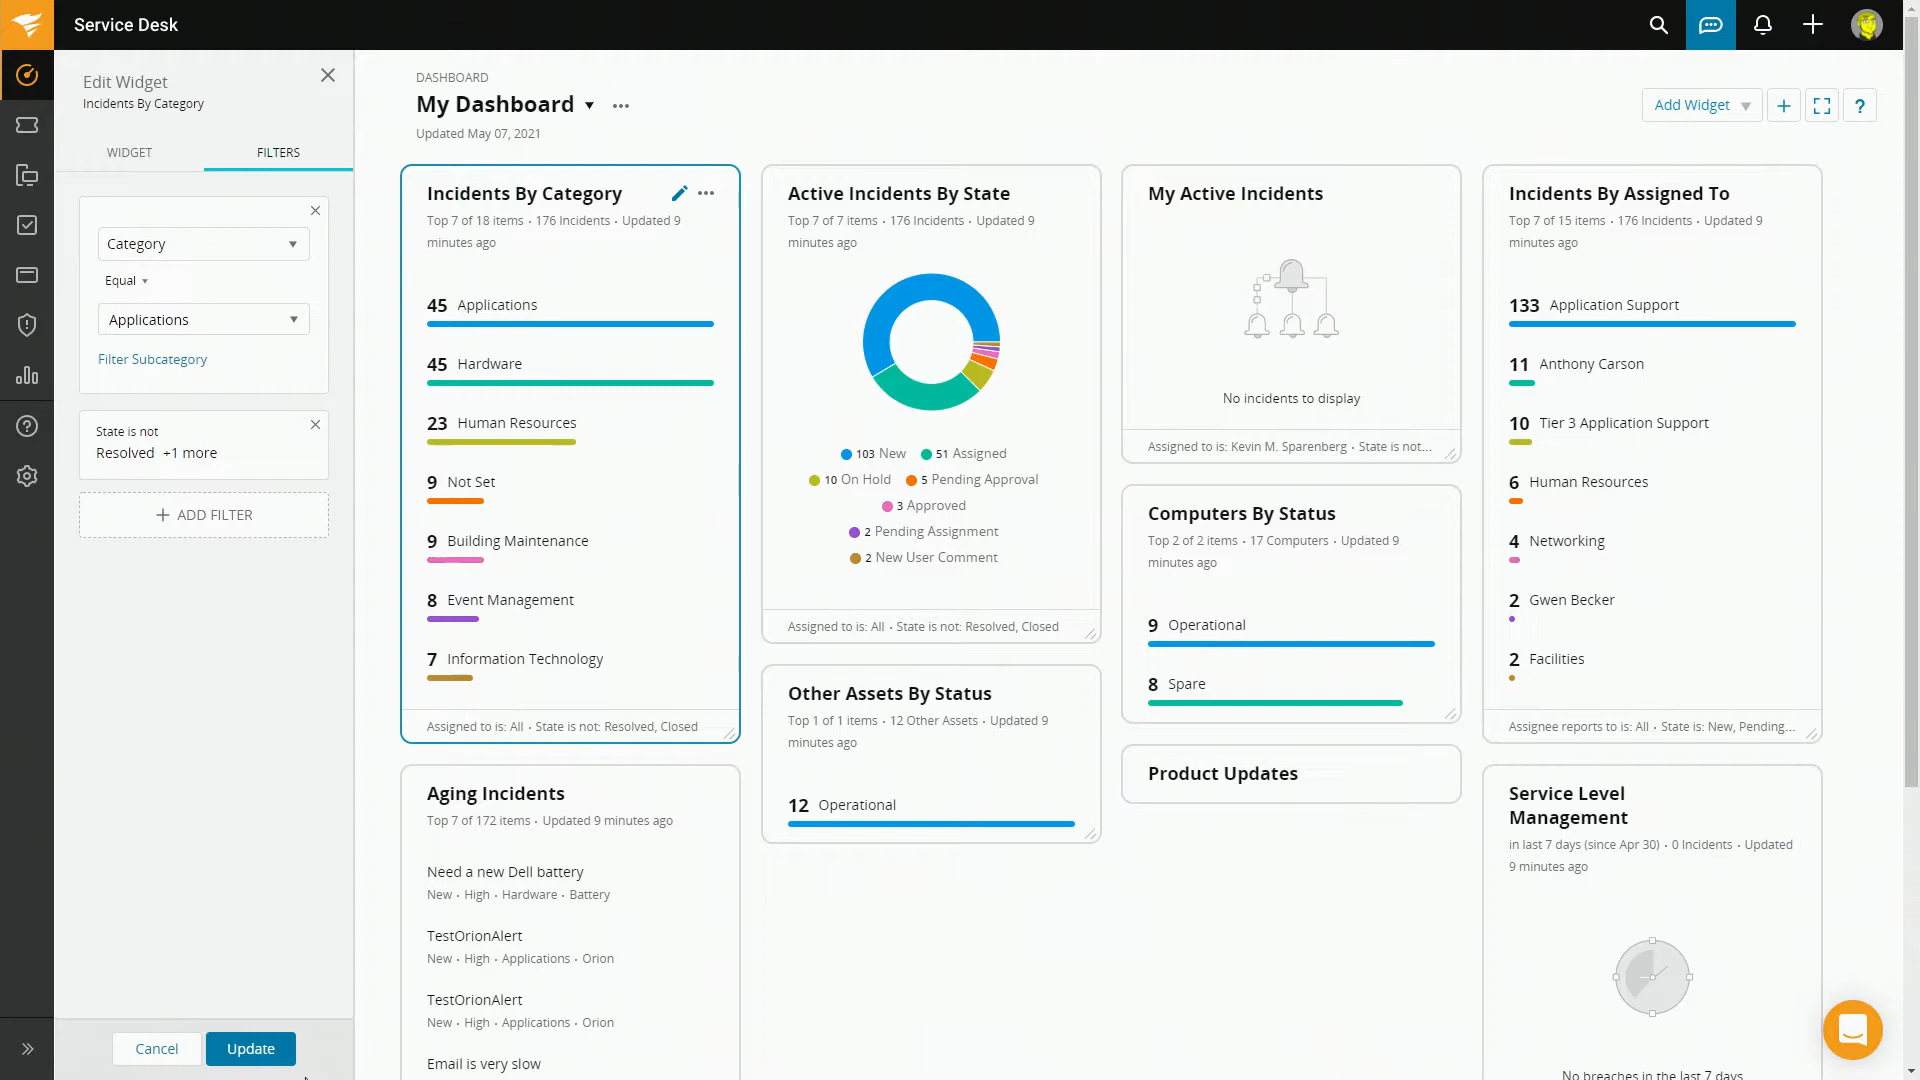 Service Desk
Edit Widget
Incidents By Category
WIDGET
FILTERS
Category
Equal
Applications
Filter Subcategory
State is not
Resolved +1 more
+ ADD FILTER
Cancel
Update
DASHBOARD
My Dashboard
Updated May 07, 2021
Add Widget
+
?
Incidents By Category
Top 7 of 18 items • 176 Incidents • Updated 9
minutes ago
45 Applications
45 Hardware
23 Human Resources
9 Not Set
9 Building Maintenance
8 Event Management
7 Information Technology
Assigned to is: All • State is not: Resolved, Closed
Aging Incidents
Top 7 of 172 items • Updated 9 minutes ago
Need a new Dell battery
New • High • Hardware • Battery
TestOrionAlert
New • High • Applications • Orion
TestOrionAlert
New • High • Applications • Orion
Email is very slow
Active Incidents By State
Top 7 of 7 items • 176 Incidents • Updated 9
minutes ago
103 New 51 Assigned
10 On Hold 5 Pending Approval
3 Approved
2 Pending Assignment
2 New User Comment
Assigned to is: All • State is not: Resolved, Closed
Other Assets By Status
Top 1 of 1 items • 12 Other Assets • Updated 9
minutes ago
12 Operational
My Active Incidents
No incidents to display
Assigned to is: Kevin M. Sparenberg • State is not...
Computers By Status
Top 2 of 2 items • 17 Computers • Updated 9
minutes ago
9 Operational
8 Spare
Product Updates
Incidents By Assigned To
Top 7 of 15 items • 176 Incidents • Updated 9
minutes ago
133 Application Support
11 Anthony Carson
10 Tier 3 Application Support
6 Human Resources
4 Networking
2 Gwen Becker
2 Facilities
Assignee reports to is: All • State is: New, Pending...
Service Level
Management
in last 7 days (since Apr 30) • 0 Incidents • Updated
9 minutes ago
No breaches in the last 7 days